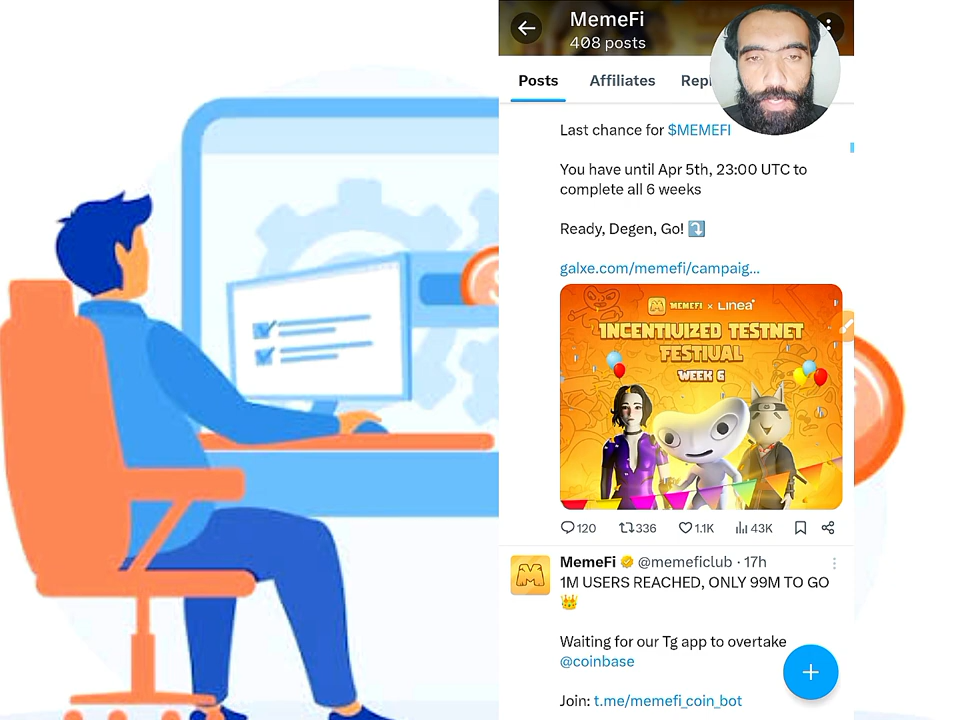 MemeFi
408 posts
Posts Affiliates Repl
Last chance for $MEMEFI
You have until Apr 5th, 23:00 UTC to
complete all 6 weeks
Ready, Degen, Go! ⤵️
galxe.com/memefi/campaig...
MEMEFI × Linea
INCENTIVIZED TESTNET
FESTIVAL
WEEK 6
120 336 1.1K 43K
MemeFi @memeficlub · 17h
1M USERS REACHED, ONLY 99M TO GO
👑
Waiting for our Tg app to overtake
@coinbase
Join: t.me/memefi_coin_bot